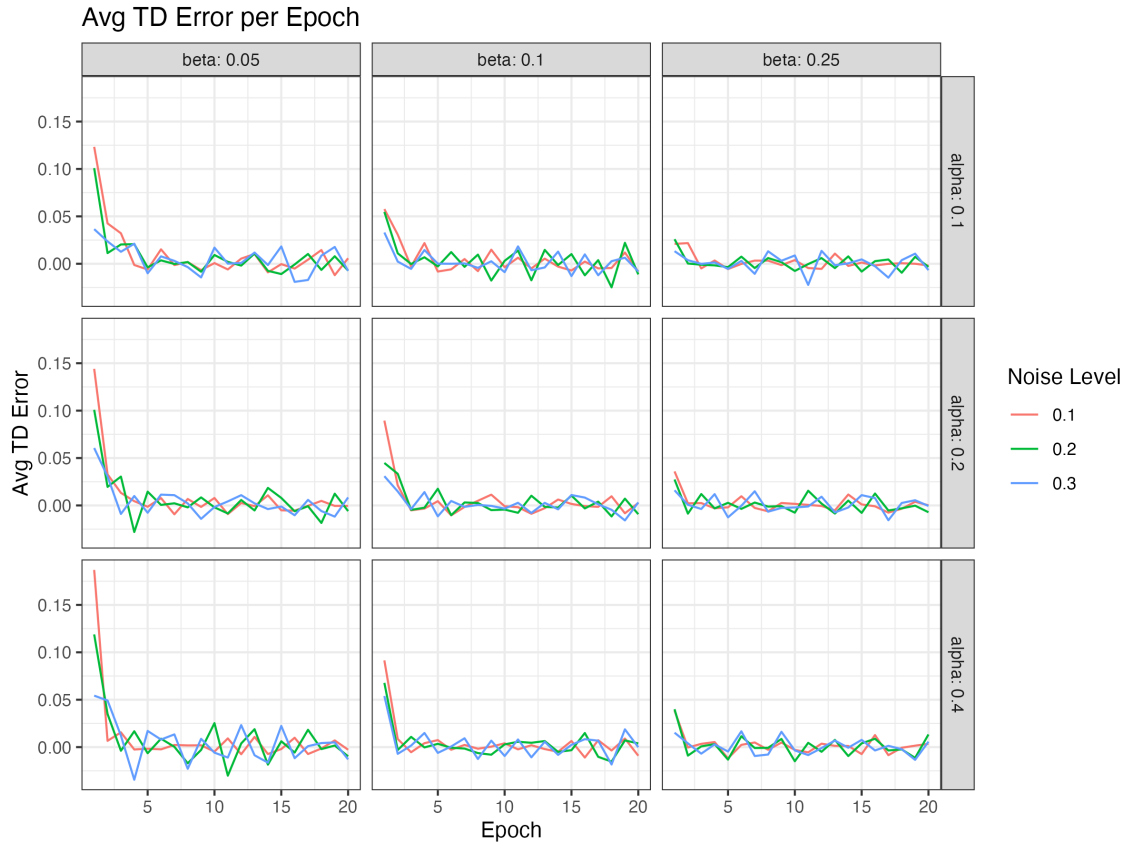 Avg TD Error per Epoch
beta: 0.05
beta: 0.1
beta: 0.25
0.15
0.10
0.05
0.00
alpha: 0.1
0.15
0.10
0.05
0.00
alpha: 0.2
0.15
0.10
0.05
0.00
alpha: 0.4
5 10 15 20
5 10 15 20
5 10 15 20
Avg TD Error
Epoch
Noise Level
0.1
0.2
0.3